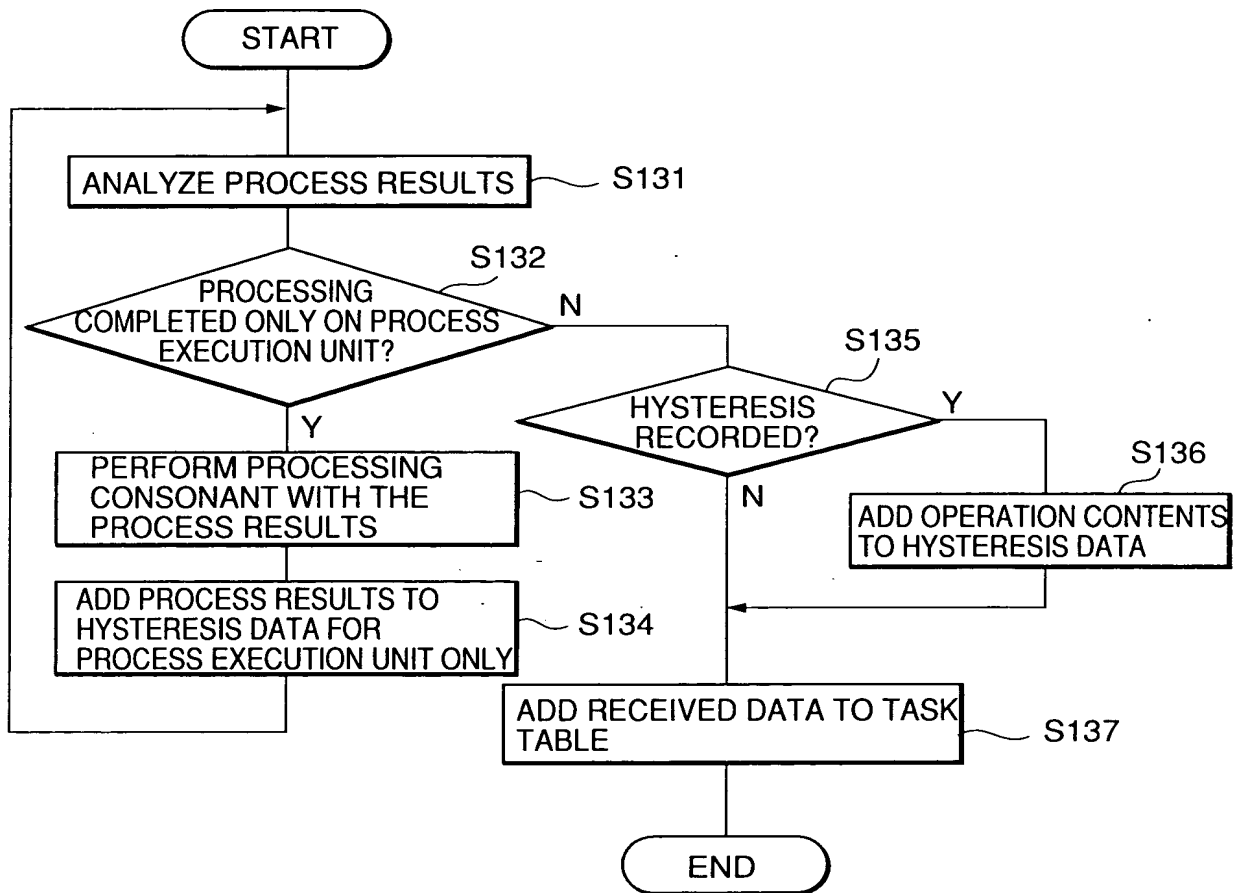 START
ANALYZE PROCESS RESULTS
S131
S132
PROCESSING
COMPLETED ONLY ON PROCESS
EXECUTION UNIT?
N
Y
S135
HYSTERESIS
RECORDED?
Y
N
PERFORM PROCESSING
CONSONANT WITH THE
PROCESS RESULTS
S133
S136
ADD OPERATION CONTENTS
TO HYSTERESIS DATA
ADD PROCESS RESULTS TO
HYSTERESIS DATA FOR
PROCESS EXECUTION UNIT ONLY
S134
ADD RECEIVED DATA TO TASK
TABLE
S137
END